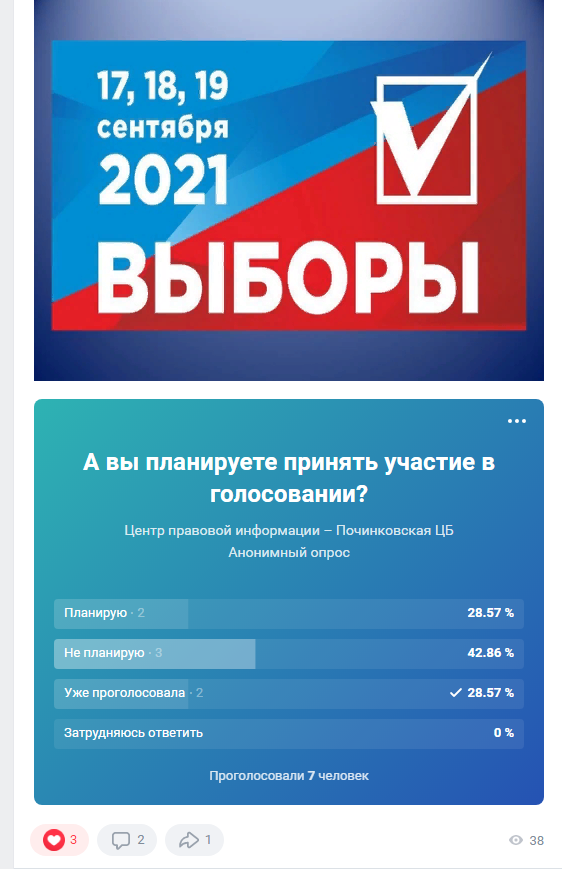 17, 18, 19
сентября
2021
ВЫБОРЫ
А вы планируете принять участие в
голосовании?
Центр правовой информации – Починковская ЦБ
Анонимный опрос
Планирую · 2 28.57 %
Не планирую · 3 42.86 %
Уже проголосовала · 2 28.57 %
Затрудняюсь ответить 0 %
Проголосовали 7 человек
3 2 1 38